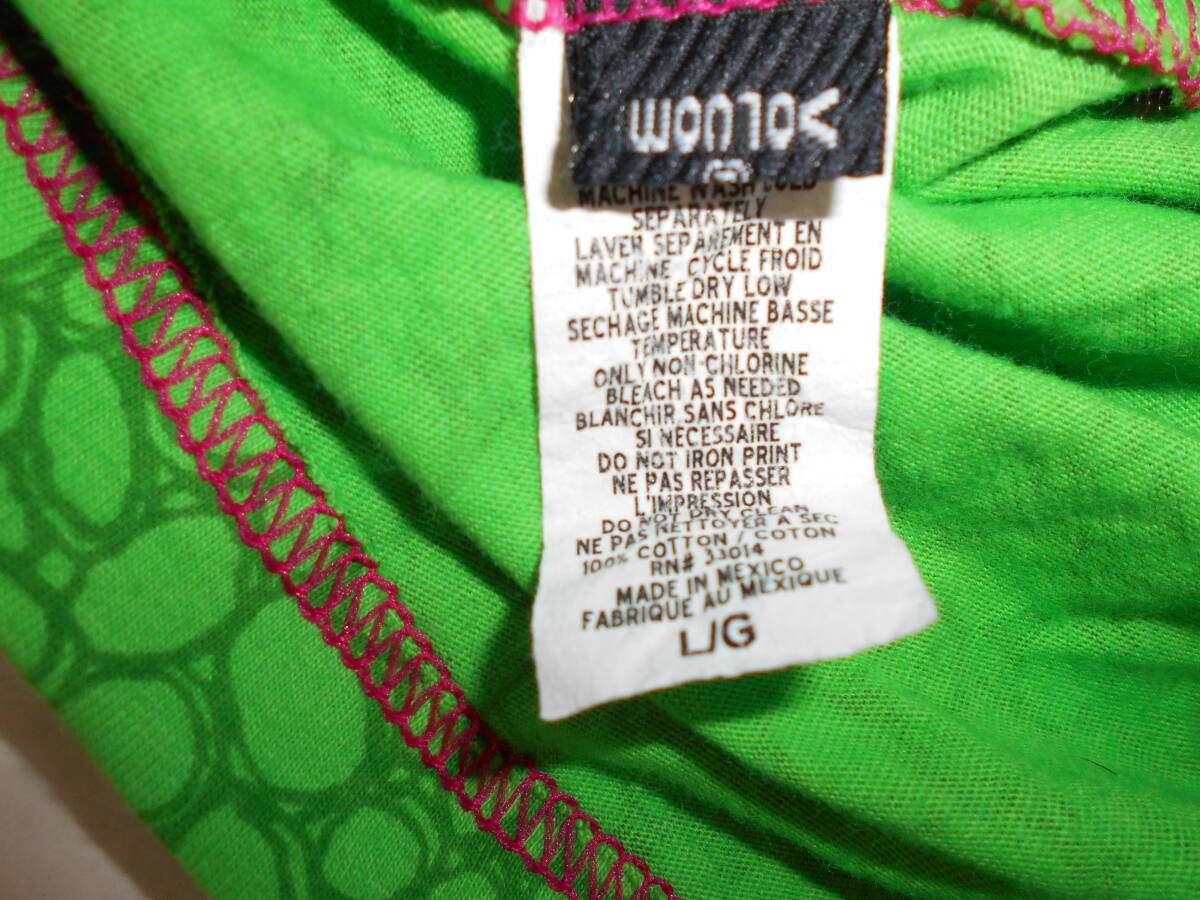 VOLCOM
MACHINE WASH COLD
SEPARATELY
LAVER SEPAREMENT EN
MACHINE CYCLE FROID
TUMBLE DRY LOW
SECHAGE MACHINE BASSE
TEMPERATURE
ONLY NON-CHLORINE
BLEACH AS NEEDED
BLANCHIR SANS CHLORE
SI NECESSAIRE
DO NOT IRON PRINT
NE PAS REPASSER
L'IMPRESSION
DO NOT DRY CLEAN
NE PAS NETTOYER A SEC
100% COTTON / COTON
RN# 33014
MADE IN MEXICO
FABRIQUE AU MEXIQUE
L/G